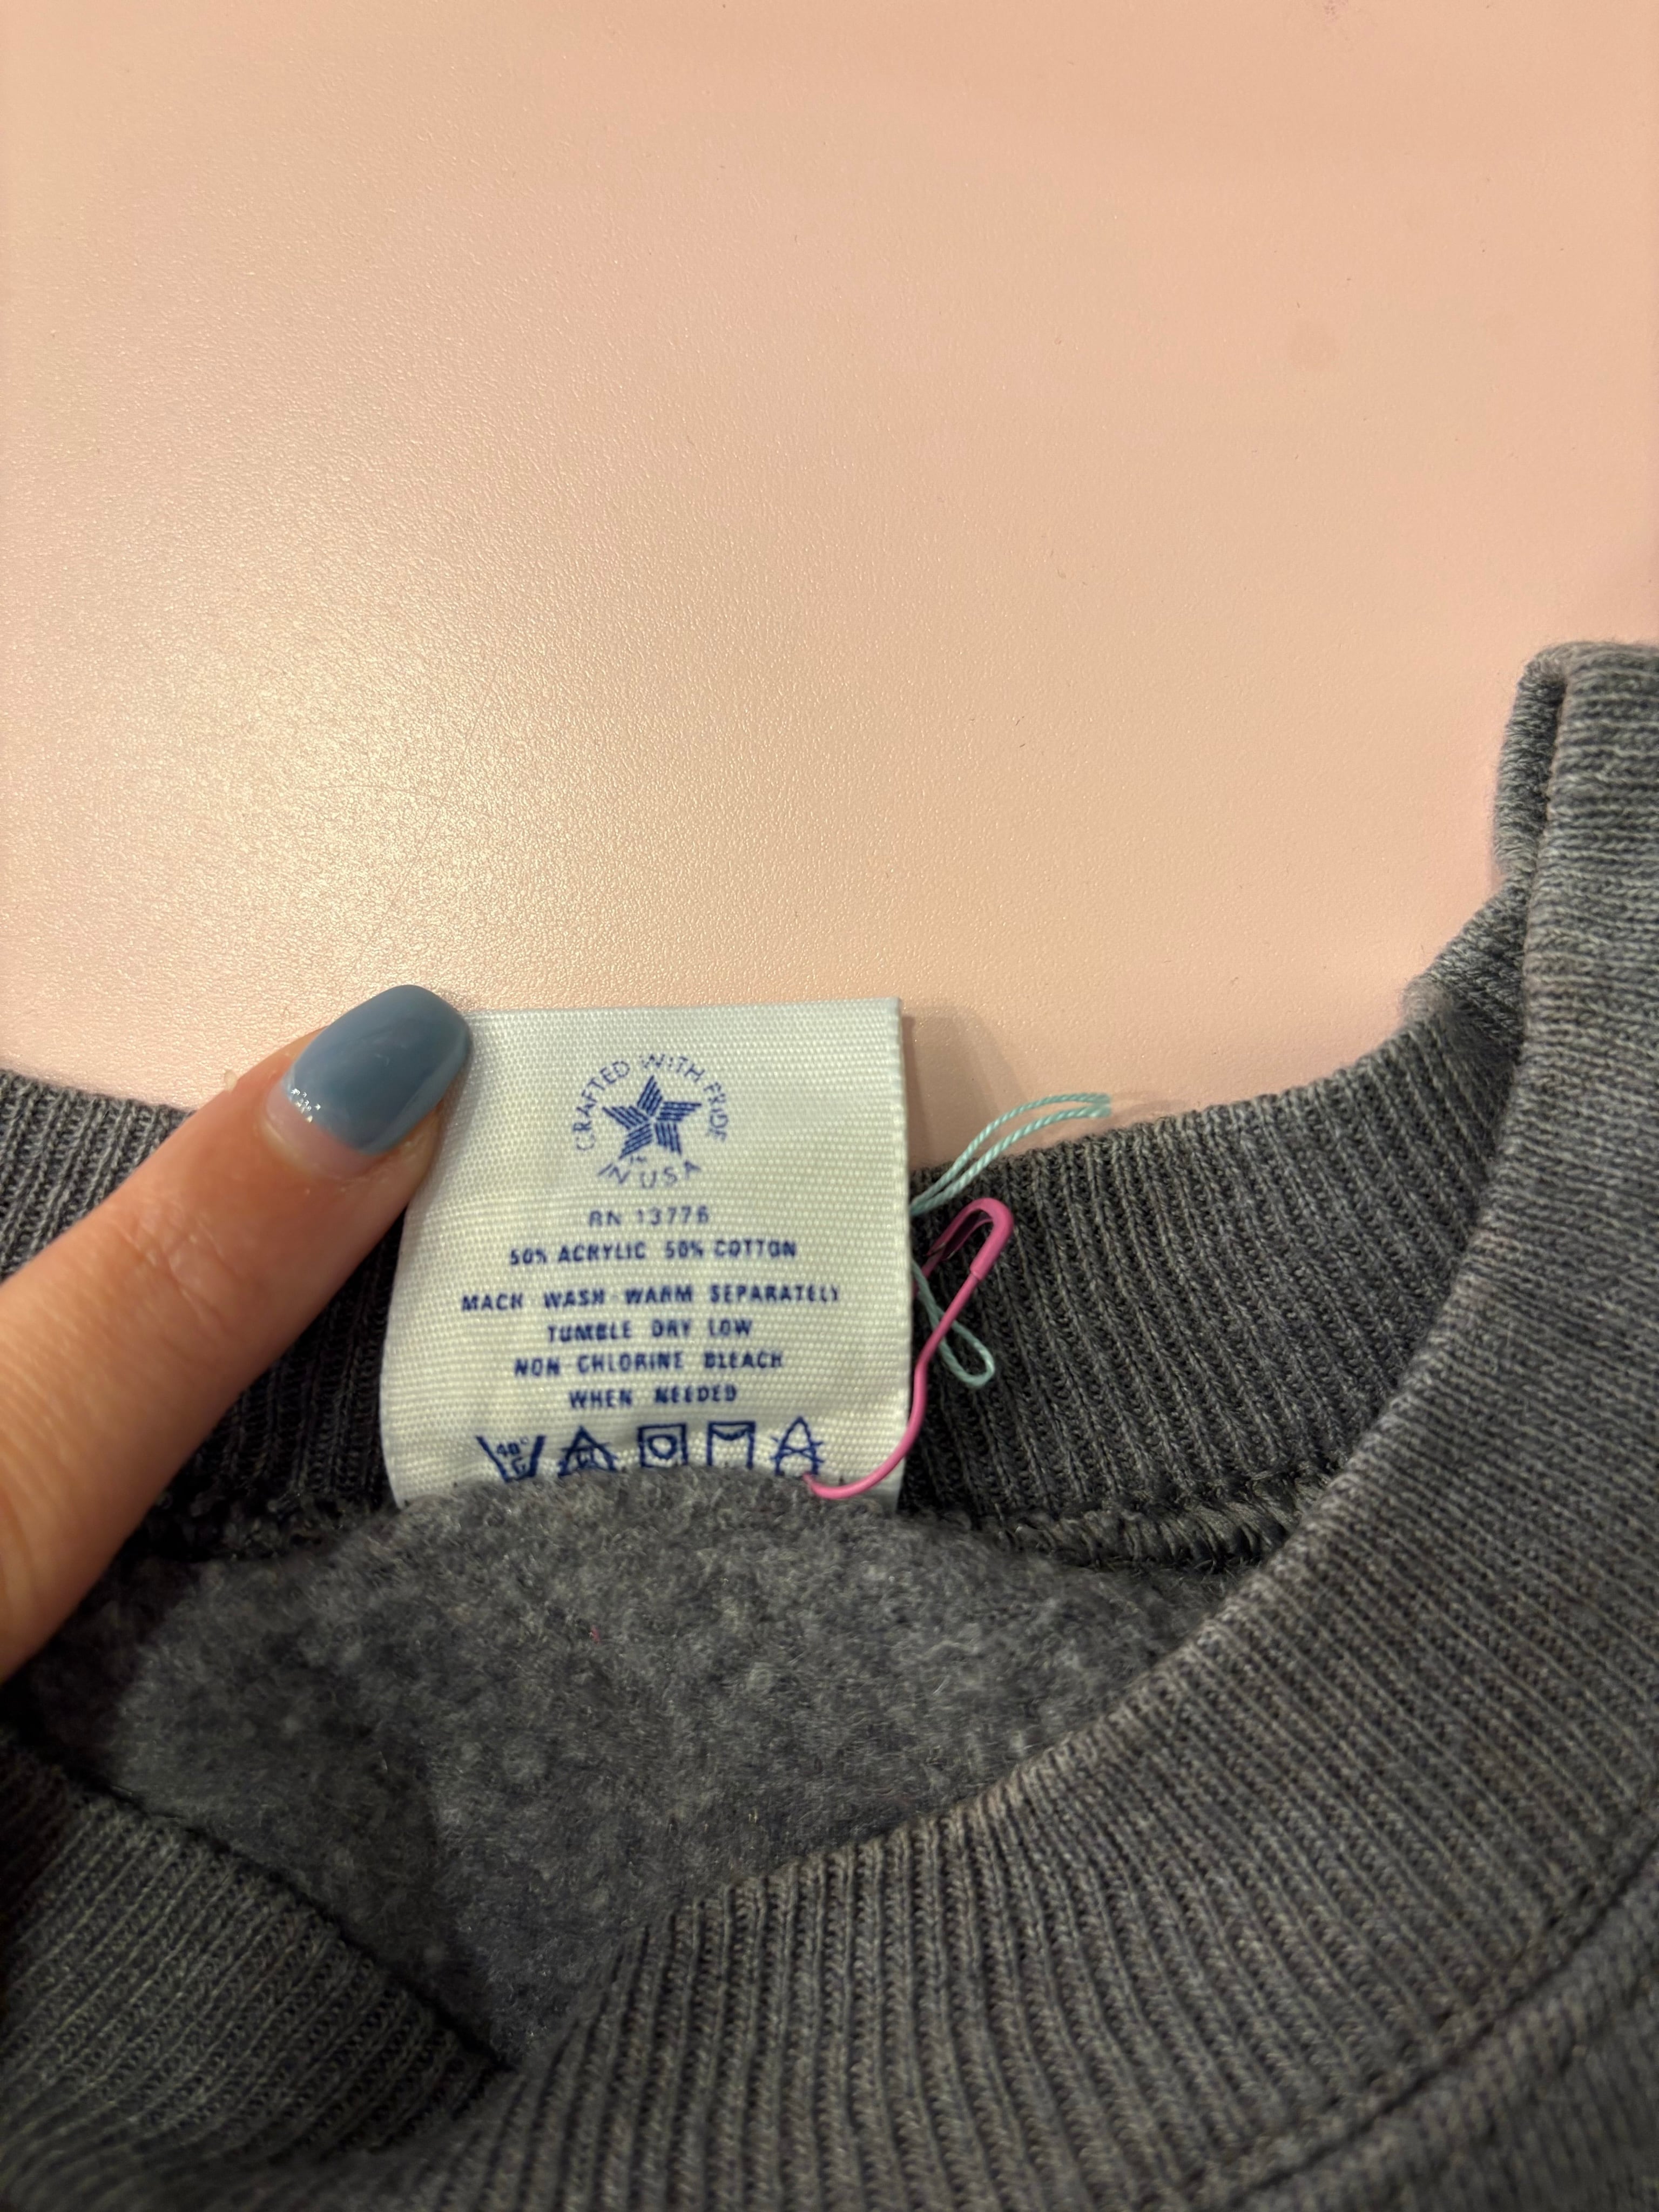 CRAFTED WITH PRIDE
IN USA
RN 13776
50% ACRYLIC 50% COTTON
MACH WASH WARM SEPARATELY
TUMBLE DRY LOW
NON CHLORINE BLEACH
WHEN NEEDED
40°